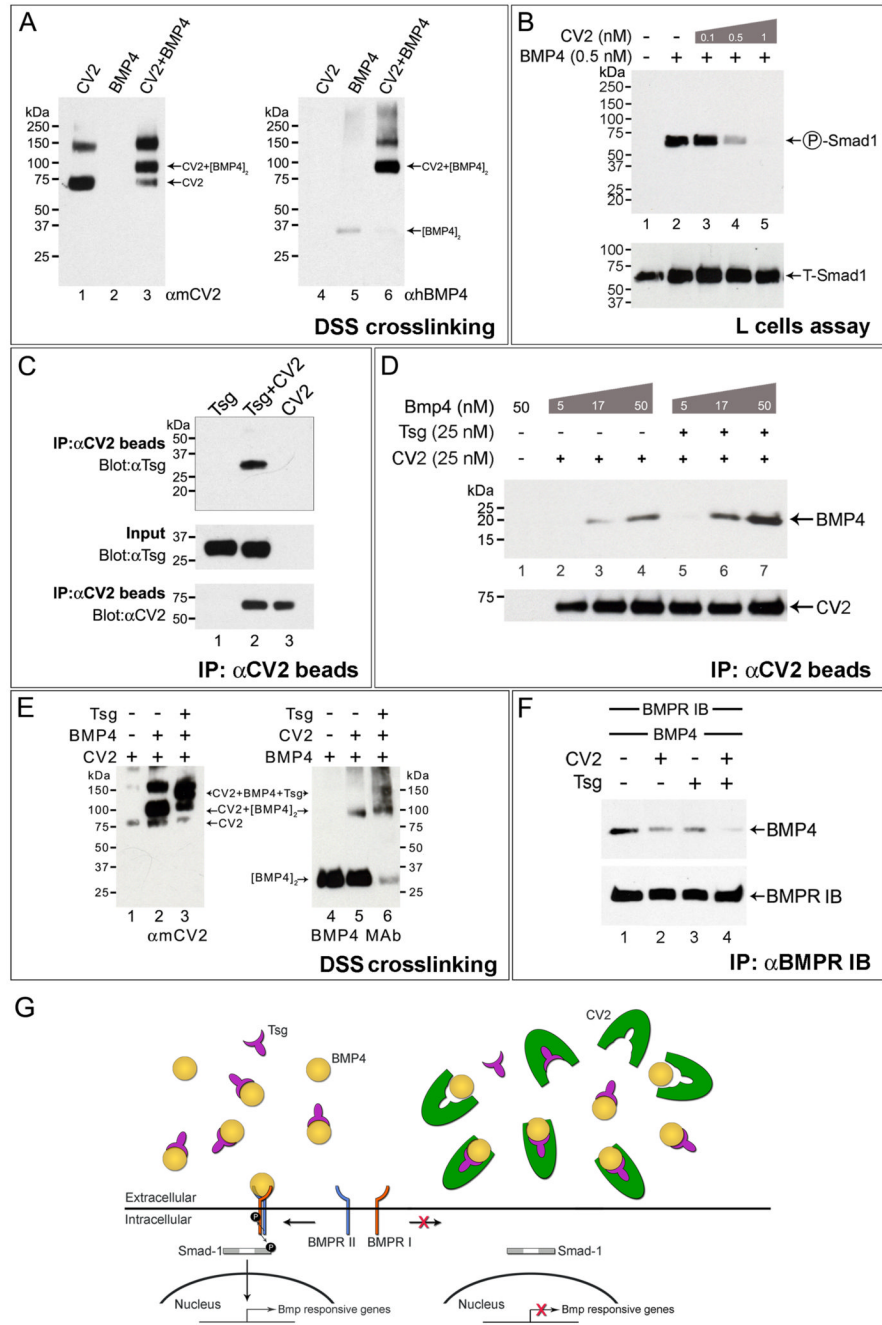 A
CV2
BMP4
CV2+BMP4
CV2
BMP4
CV2+BMP4
kDa
250
150
100
75
50
37
25
CV2+[BMP4]2
CV2
1 2 3 αmCV2
kDa
250
150
100
75
50
37
25
CV2+[BMP4]2
[BMP4]2
4 5 6 αhBMP4
DSS crosslinking
B
CV2 (nM) - - 0.1 0.5 1
BMP4 (0.5 nM) - + + + +
kDa
250
150
100
75
50
37
25
P-Smad1
1 2 3 4 5
100
75
50
37
T-Smad1
L cells assay
C
Tsg
Tsg+CV2
CV2
kDa
IP:αCV2 beads
Blot:αTsg
50
37
25
20
Input
Blot:αTsg
37
25
IP:αCV2 beads
Blot:αCV2
75
50
1 2 3
IP: αCV2 beads
D
Bmp4 (nM) 50 5 17 50 5 17 50
Tsg (25 nM) - - - - + + +
CV2 (25 nM) - + + + + + +
kDa
25
20
15
BMP4
1 2 3 4 5 6 7
75
CV2
IP: αCV2 beads
E
Tsg - - +
BMP4 - + +
CV2 + + +
kDa
150
100
75
50
37
25
1 2 3
αmCV2
CV2+BMP4+Tsg
CV2+[BMP4]2
CV2
[BMP4]2
Tsg - - +
CV2 - + +
BMP4 + + +
kDa
150
100
75
50
37
25
4 5 6
BMP4 MAb
DSS crosslinking
F
BMPR IB
BMP4
CV2 - + - +
Tsg - - + +
BMP4
BMPR IB
1 2 3 4
IP: αBMPR IB
G
Tsg
BMP4
CV2
Extracellular
Intracellular
P
P
BMPR II
BMPR I
Smad-1
Smad-1
Nucleus
Bmp responsive genes
Nucleus
Bmp responsive genes